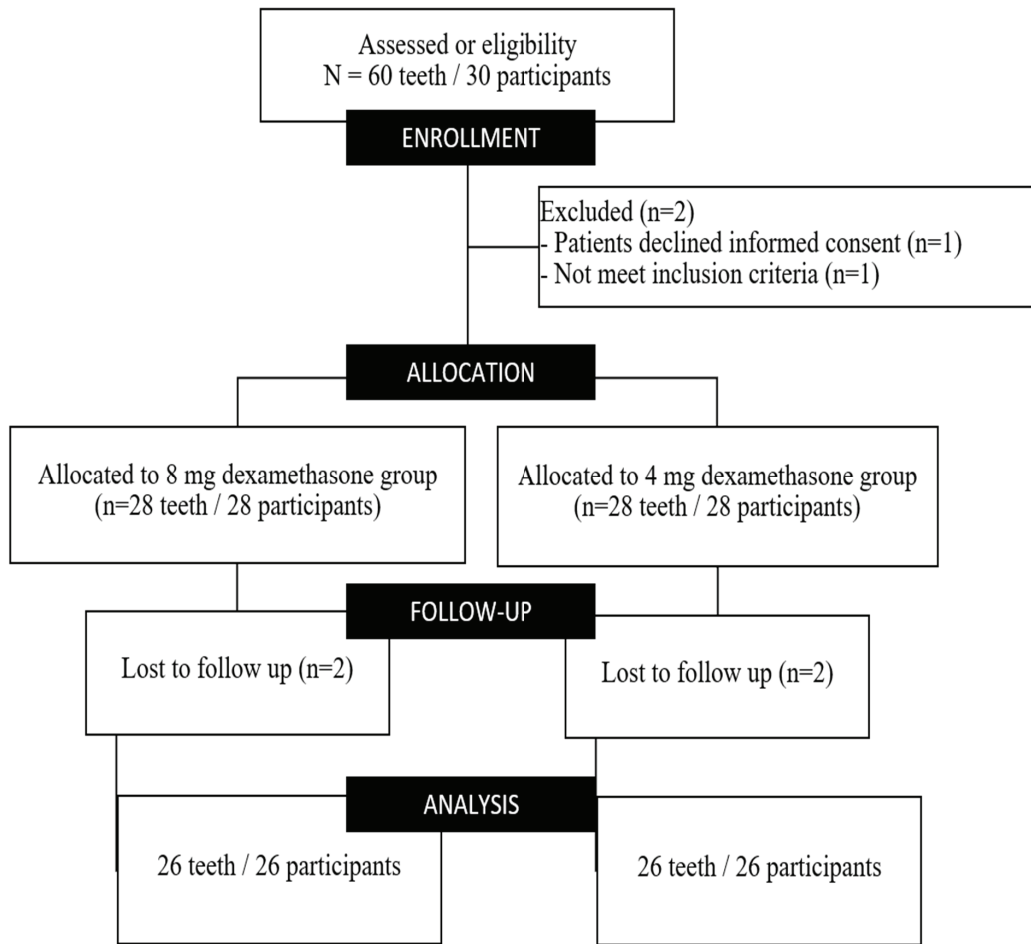 Assessed or eligibility
N = 60 teeth / 30 participants
ENROLLMENT
Excluded (n=2)
- Patients declined informed consent (n=1)
- Not meet inclusion criteria (n=1)
ALLOCATION
Allocated to 8 mg dexamethasone group
(n=28 teeth / 28 participants)
Allocated to 4 mg dexamethasone group
(n=28 teeth / 28 participants)
FOLLOW-UP
Lost to follow up (n=2)
Lost to follow up (n=2)
ANALYSIS
26 teeth / 26 participants
26 teeth / 26 participants